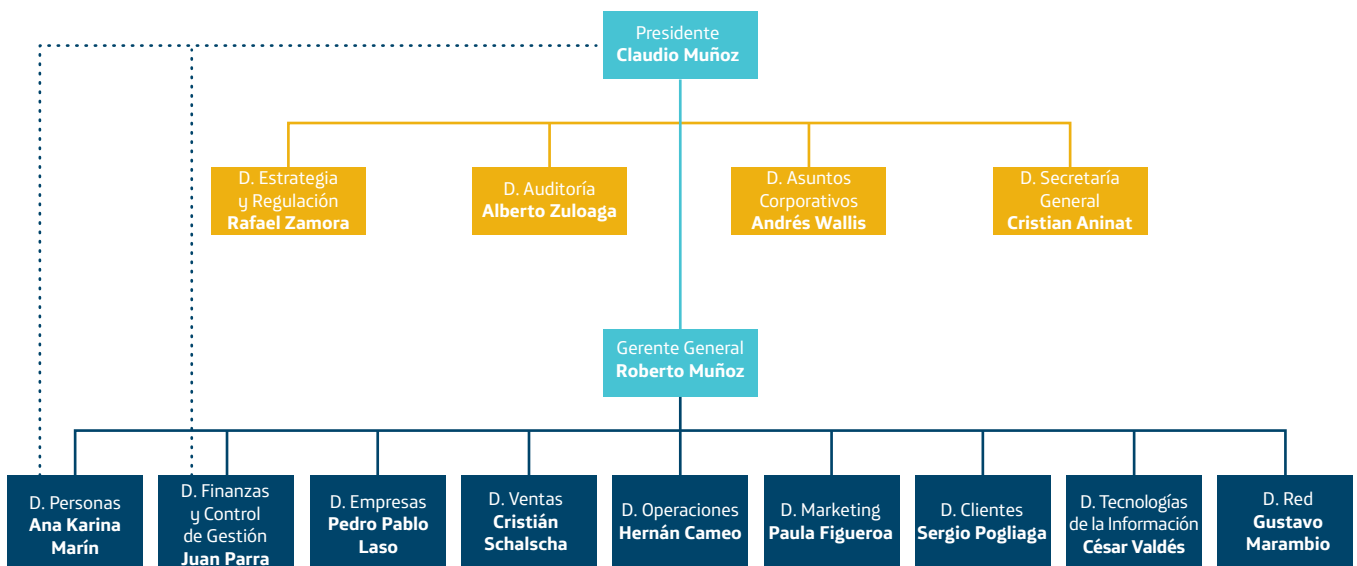 Presidente
Claudio Muñoz
D. Estrategia
y Regulación
Rafael Zamora
D. Auditoría
Alberto Zuloaga
D. Asuntos
Corporativos
Andrés Wallis
D. Secretaría
General
Cristian Aninat
Gerente General
Roberto Muñoz
D. Personas
Ana Karina
Marín
D. Finanzas
y Control
de Gestión
Juan Parra
D. Empresas
Pedro Pablo
Laso
D. Ventas
Cristián
Schalscha
D. Operaciones
Hernán Cameo
D. Marketing
Paula Figueroa
D. Clientes
Sergio Pogliaga
D. Tecnologías
de la Información
César Valdés
D. Red
Gustavo
Marambio